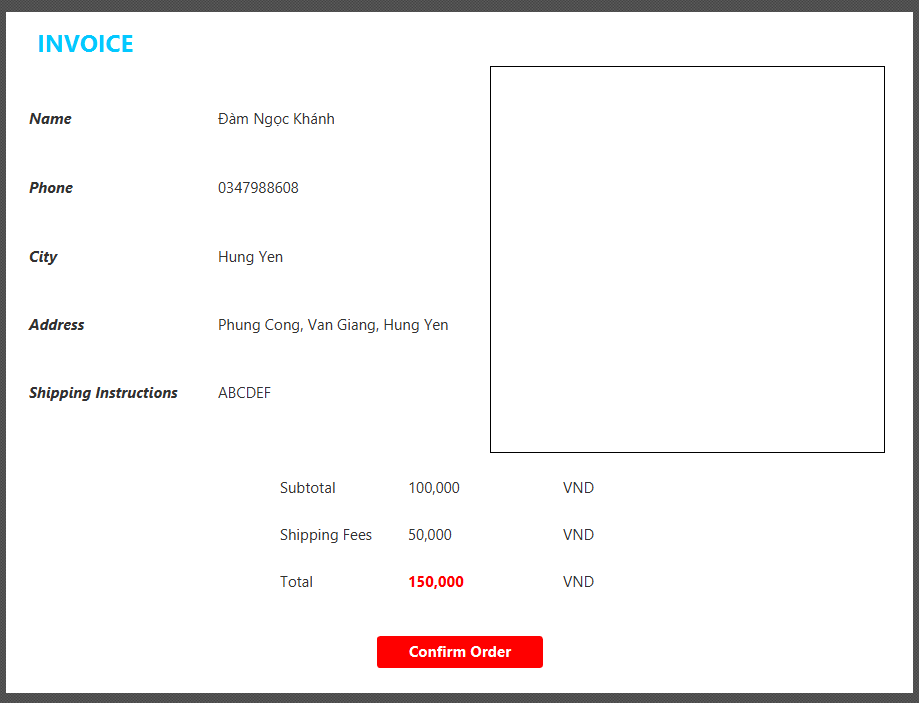 INVOICE
Name Đàm Ngọc Khánh
Phone 0347988608
City Hung Yen
Address Phung Cong, Van Giang, Hung Yen
Shipping Instructions ABCDEF
Subtotal 100,000 VND
Shipping Fees 50,000 VND
Total 150,000 VND
Confirm Order